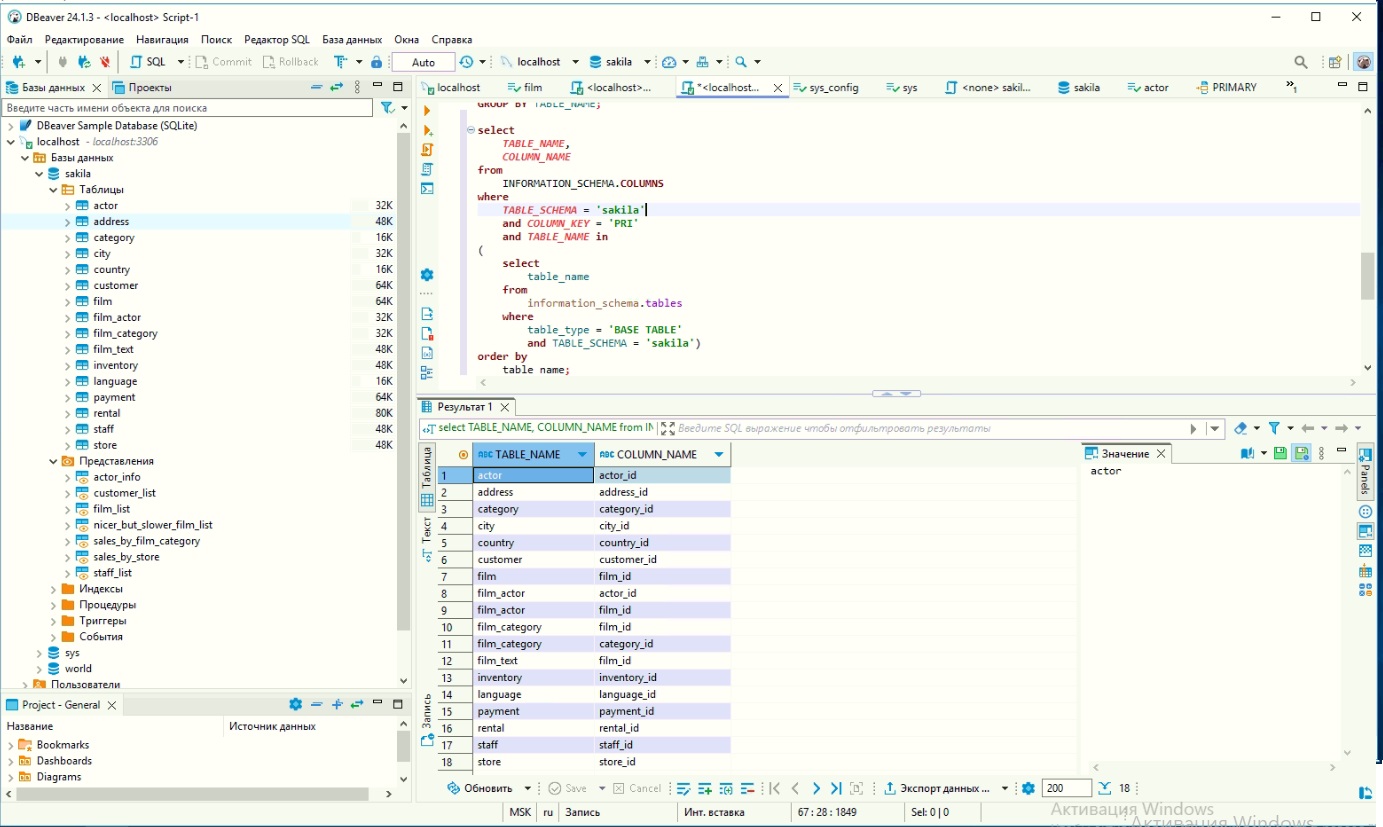 DBeaver 24.1.3 - <localhost> Script-1
Файл Редактирование Навигация Поиск Редактор SQL База данных Окна Справка
SQL Commit Rollback Auto localhost sakila
Базы данных Проекты
Введите часть имени объекта для поиска
DBeaver Sample Database (SQLite)
localhost - localhost:3306
Базы данных
sakila
Таблицы
actor 32K
address 48K
category 16K
city 32K
country 16K
customer 64K
film 64K
film_actor 32K
film_category 32K
film_text 48K
inventory 48K
language 16K
payment 64K
rental 80K
staff 48K
store 48K
Представления
actor_info
customer_list
film_list
nicer_but_slower_film_list
sales_by_film_category
sales_by_store
staff_list
Индексы
Процедуры
Триггеры
События
sys
world
Пользователи
Project - General
Название Источник данных
Bookmarks
Dashboards
Diagrams
localhost film <localhost>... *<localhost... sys_config sys <none> sakil... sakila actor PRIMARY »1
GROUP BY TABLE_NAME;
select
TABLE_NAME,
COLUMN_NAME
from
INFORMATION_SCHEMA.COLUMNS
where
TABLE_SCHEMA = 'sakila'
and COLUMN_KEY = 'PRI'
and TABLE_NAME in
(
select
table_name
from
information_schema.tables
where
table_type = 'BASE TABLE'
and TABLE_SCHEMA = 'sakila')
order by
table_name;
Результат 1
select TABLE_NAME, COLUMN_NAME from IN Введите SQL выражение чтобы отфильтровать результаты
Таблица
Текст
Запись
ABC TABLE_NAME ABC COLUMN_NAME
1 actor actor_id
2 address address_id
3 category category_id
4 city city_id
5 country country_id
6 customer customer_id
7 film film_id
8 film_actor actor_id
9 film_actor film_id
10 film_category film_id
11 film_category category_id
12 film_text film_id
13 inventory inventory_id
14 language language_id
15 payment payment_id
16 rental rental_id
17 staff staff_id
18 store store_id
Значение
actor
Panels
Обновить Save Cancel Экспорт данных ... 200 18
MSK ru Запись Инт. вставка 67 : 28 : 1849 Sel: 0 | 0
Активация Windows
Активация Windows